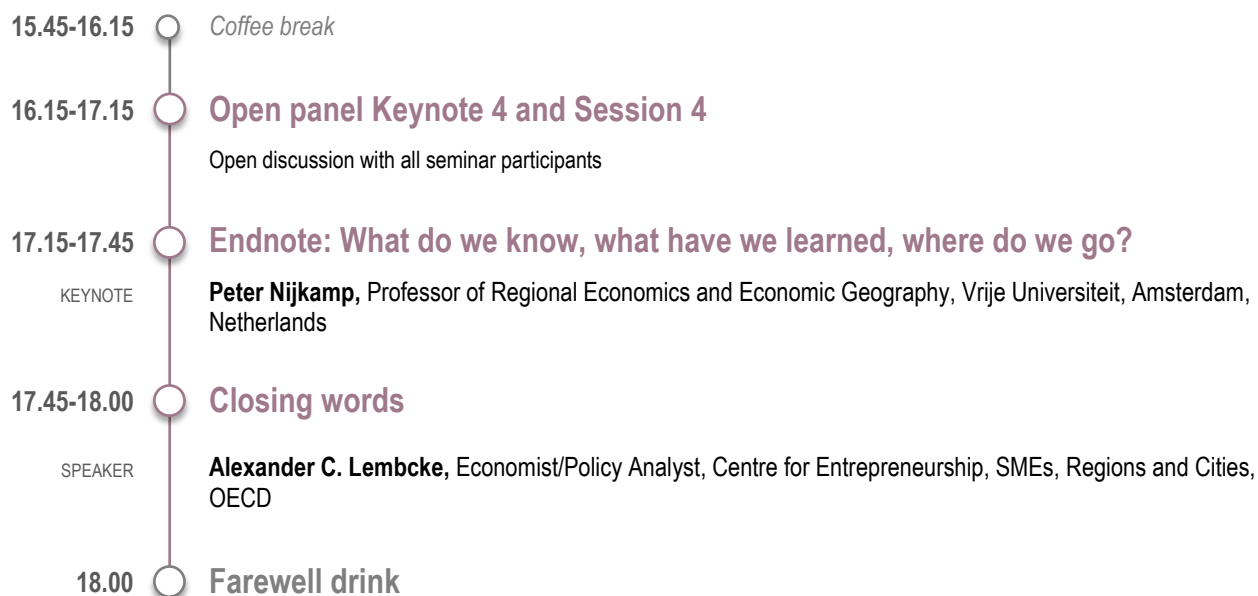 15.45-16.15 Coffee break
16.15-17.15 Open panel Keynote 4 and Session 4
Open discussion with all seminar participants
17.15-17.45 Endnote: What do we know, what have we learned, where do we go?
KEYNOTE Peter Nijkamp, Professor of Regional Economics and Economic Geography, Vrije Universiteit, Amsterdam,
Netherlands
17.45-18.00 Closing words
SPEAKER Alexander C. Lembcke, Economist/Policy Analyst, Centre for Entrepreneurship, SMEs, Regions and Cities,
OECD
18.00 Farewell drink